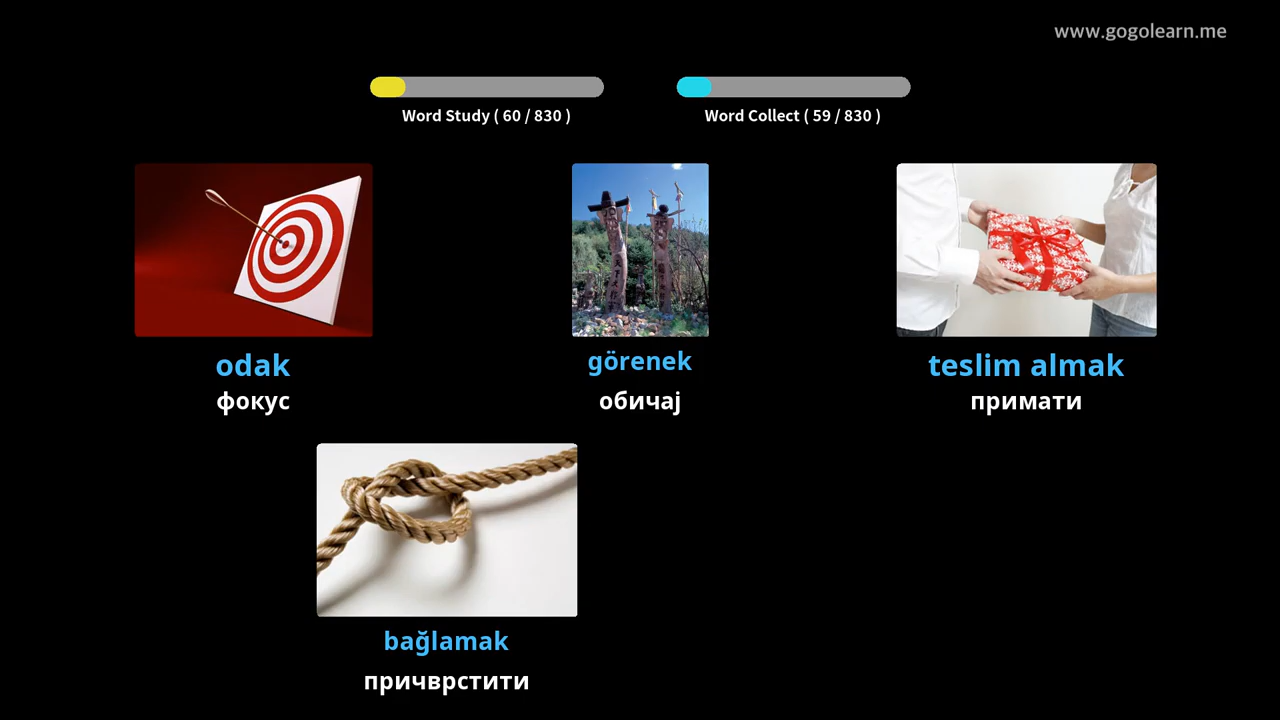 www.gogolearn.me
Word Study ( 60 / 830 )
Word Collect ( 59 / 830 )
odak
görenek
teslim almak
фокус
обичај
примати
bağlamak
причврстити